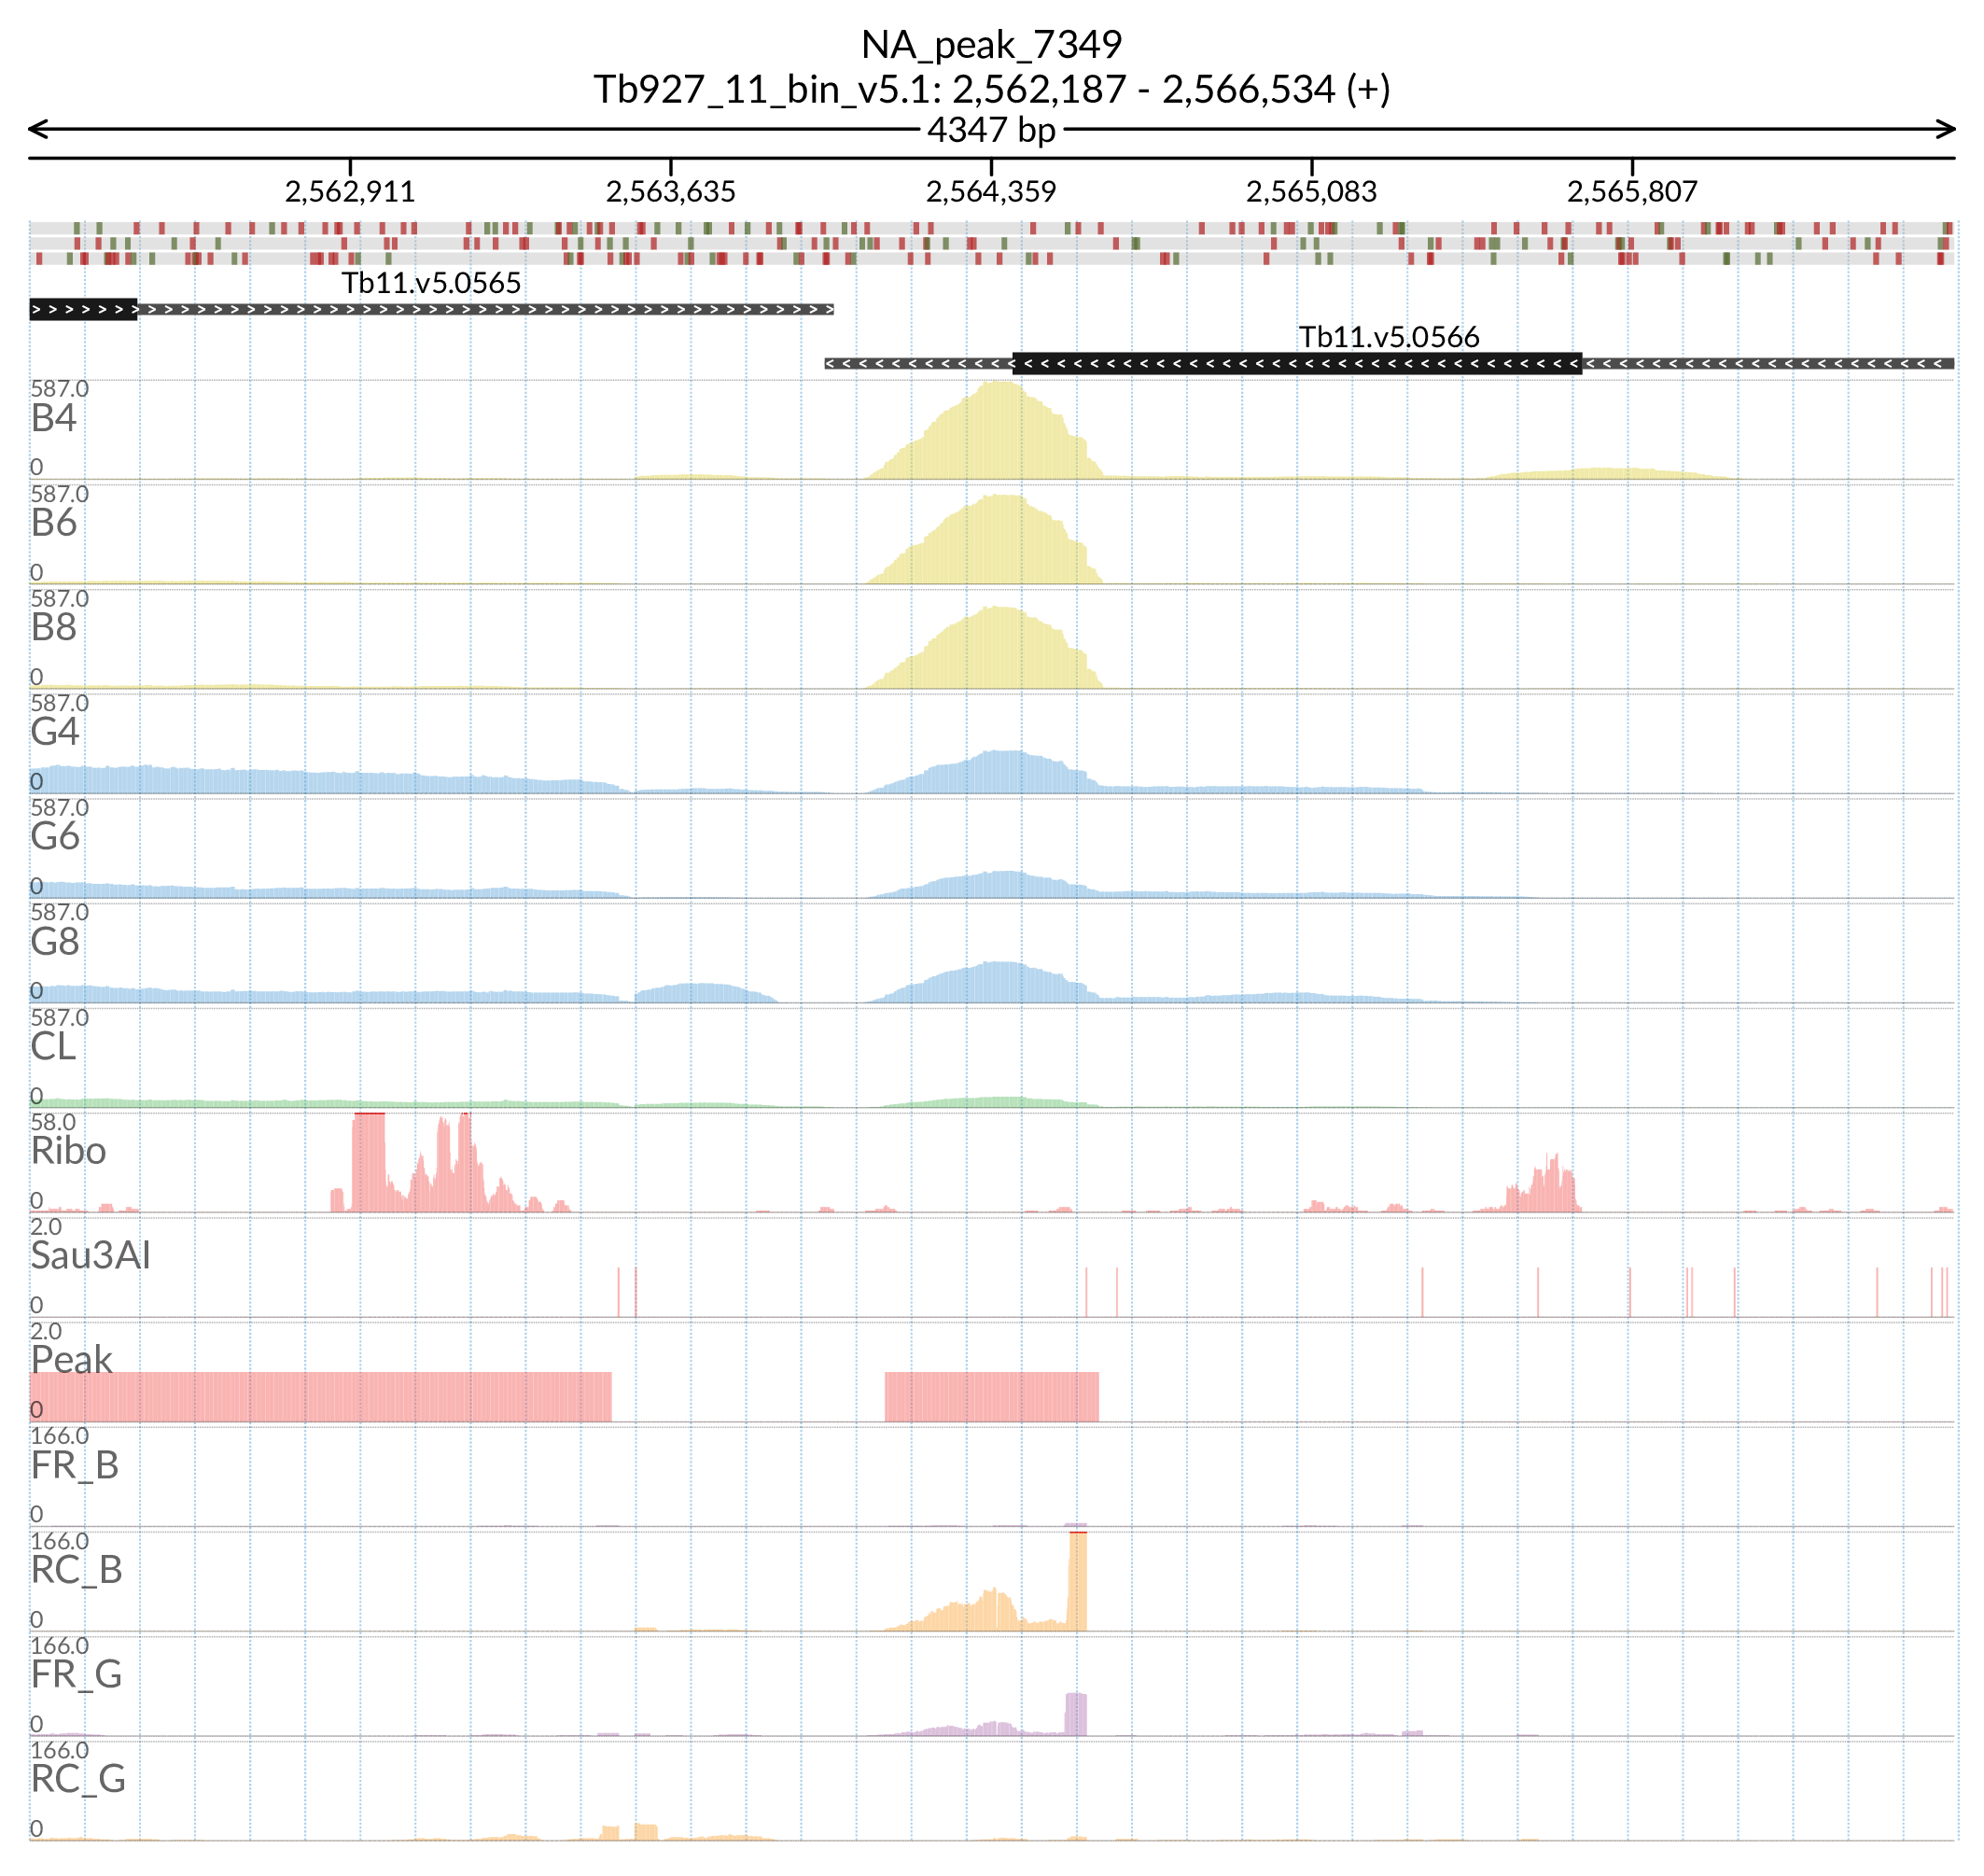 NA_peak_7349
Tb927_11_bin_v5.1: 2,562,187 - 2,566,534 (+)
4347 bp
2,562,911 2,563,635 2,564,359 2,565,083 2,565,807
Tb11.v5.0565
Tb11.v5.0566
587.0
B4
0
587.0
B6
0
587.0
B8
0
587.0
G4
0
587.0
G6
0
587.0
G8
0
587.0
CL
0
58.0
Ribo
0
2.0
Sau3AI
0
2.0
Peak
0
166.0
FR_B
0
166.0
RC_B
0
166.0
FR_G
0
166.0
RC_G
0